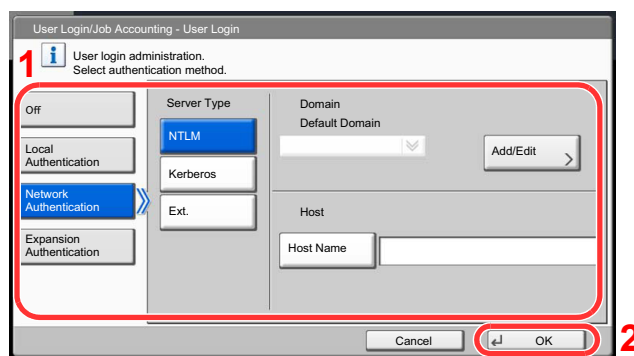 User Login/Job Accounting - User Login
1
User login administration.
Select authentication method.
Off
Local
Authentication
Network
Authentication
Expansion
Authentication
Server Type
NTLM
Kerberos
Ext.
Domain
Default Domain
Add/Edit
Host
Host Name
Cancel
OK
2